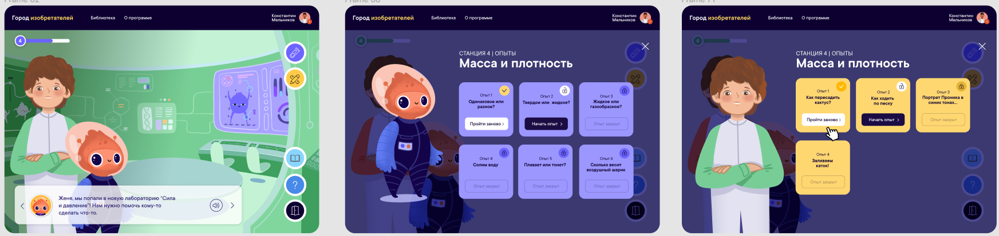 Frame 62
Город изобретателей
Библиотека
О программе
Константин
Мельников
4
Женя, мы попали в новую лабораторию "Сила
и давление"! Нам нужно помочь кому-то
сделать что-то.
Город изобретателей
Библиотека
О программе
Константин
Мельников
4
СТАНЦИЯ 4 | ОПЫТЫ
Масса и плотность
Опыт 1
Одинаковое или
разное?
Пройти заново
Опыт 2
Твердое или жидкое?
Начать опыт
Опыт 3
Жидкое или
газообразное?
Опыт закрыт
Опыт 4
Солим воду
Опыт закрыт
Опыт 5
Плавает или тонет?
Опыт закрыт
Опыт 6
Сколько весит
воздушный шарик
Опыт закрыт
Frame 71
Город изобретателей
Библиотека
О программе
Константин
Мельников
4
СТАНЦИЯ 4 | ОПЫТЫ
Масса и плотность
Опыт 1
Как пересадить
кактус?
Пройти заново
Опыт 2
Как ходить
по песку
Начать опыт
Опыт 3
Портрет Проника в
синих тонах...
Опыт закрыт
Опыт 4
Заливаем
каток!
Опыт закрыт